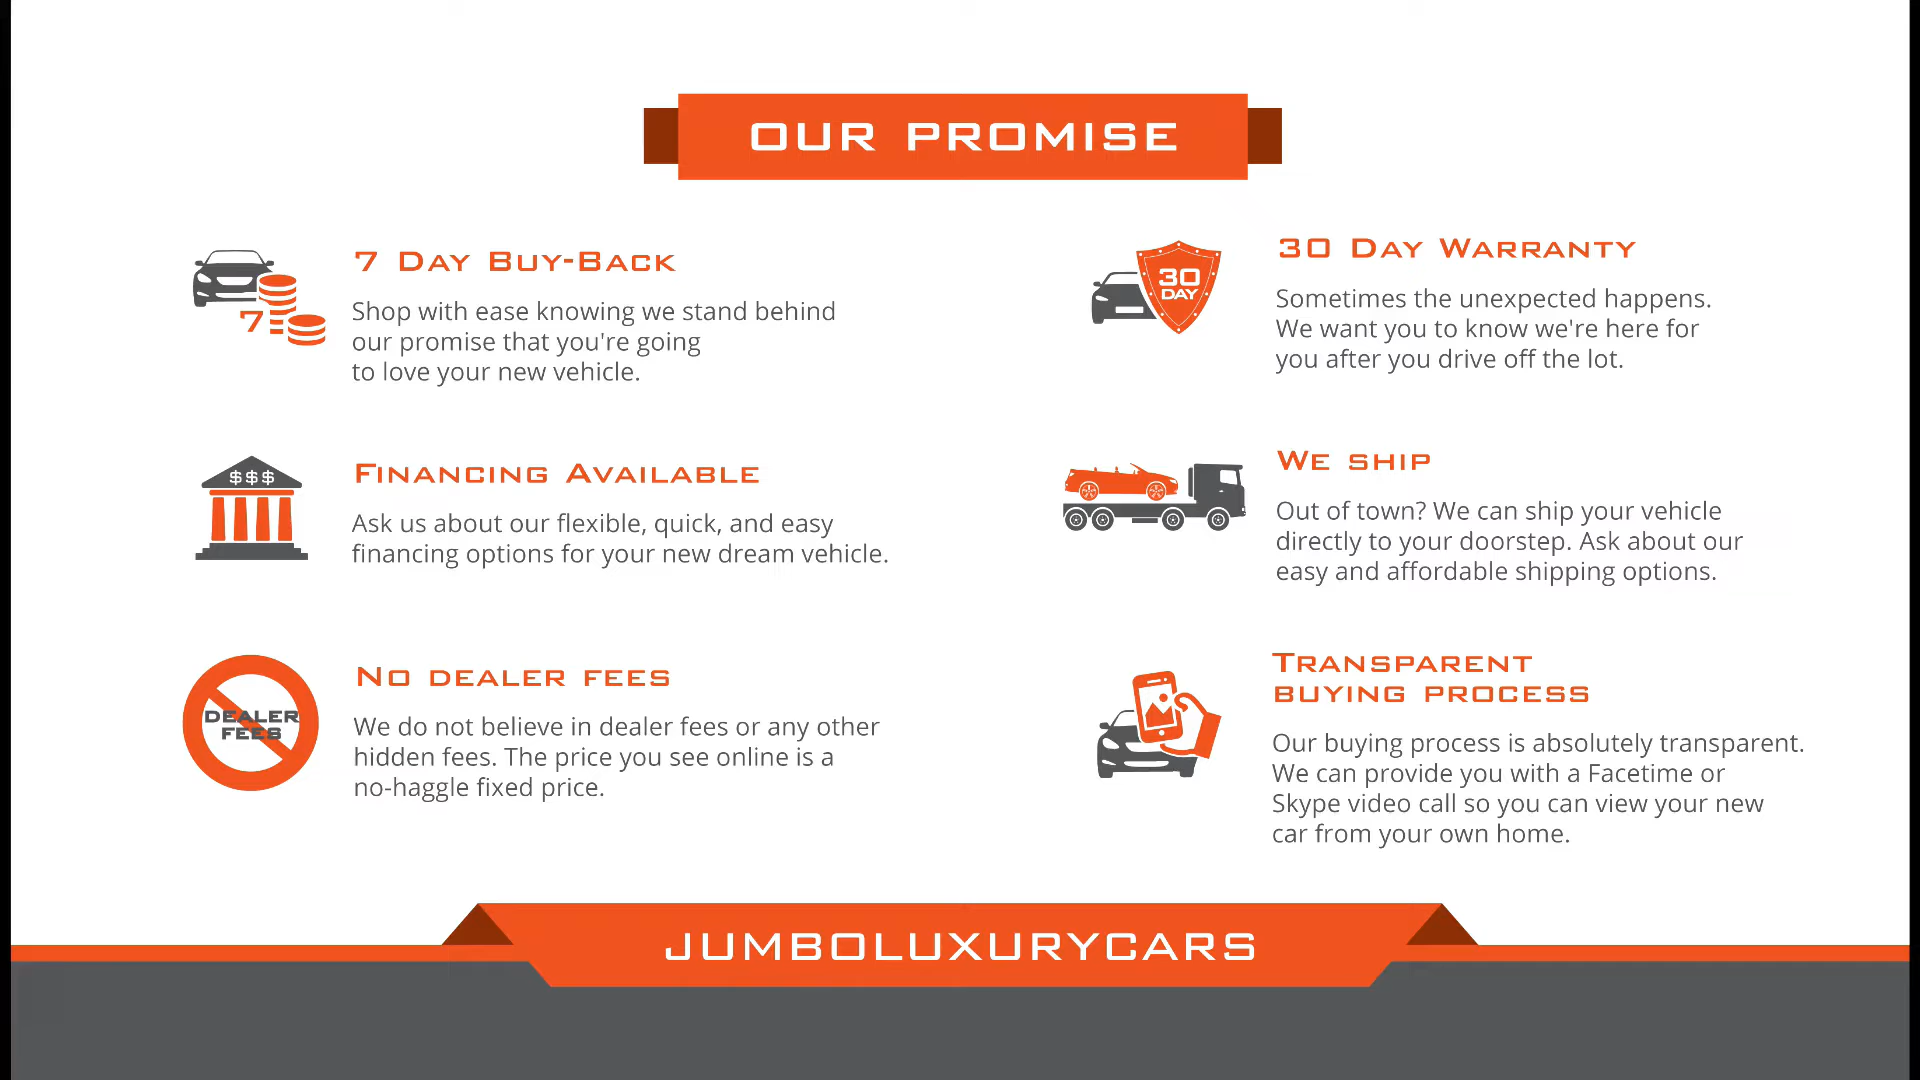 OUR PROMISE
7 DAY BUY-BACK
Shop with ease knowing we stand behind
our promise that you're going
to love your new vehicle.
7
30 DAY WARRANTY
Sometimes the unexpected happens.
We want you to know we're here for
you after you drive off the lot.
30
DAY
FINANCING AVAILABLE
Ask us about our flexible, quick, and easy
financing options for your new dream vehicle.
$$$
WE SHIP
Out of town? We can ship your vehicle
directly to your doorstep. Ask about our
easy and affordable shipping options.
NO DEALER FEES
We do not believe in dealer fees or any other
hidden fees. The price you see online is a
no-haggle fixed price.
DEALER
FEES
TRANSPARENT
BUYING PROCESS
Our buying process is absolutely transparent.
We can provide you with a Facetime or
Skype video call so you can view your new
car from your own home.
JUMBOLUXURYCARS